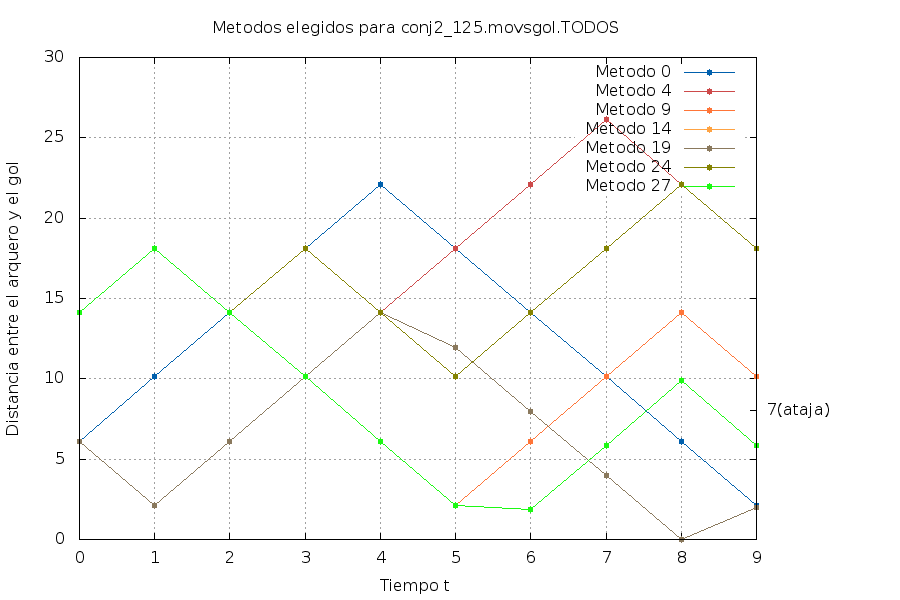 Metodos elegidos para conj2_125.movsgol.TODOS
30
25
20
15
10
5
0
Distancia entre el arquero y el gol
Metodo 0
Metodo 4
Metodo 9
Metodo 14
Metodo 19
Metodo 24
Metodo 27
7(ataja)
0 1 2 3 4 5 6 7 8 9
Tiempo t